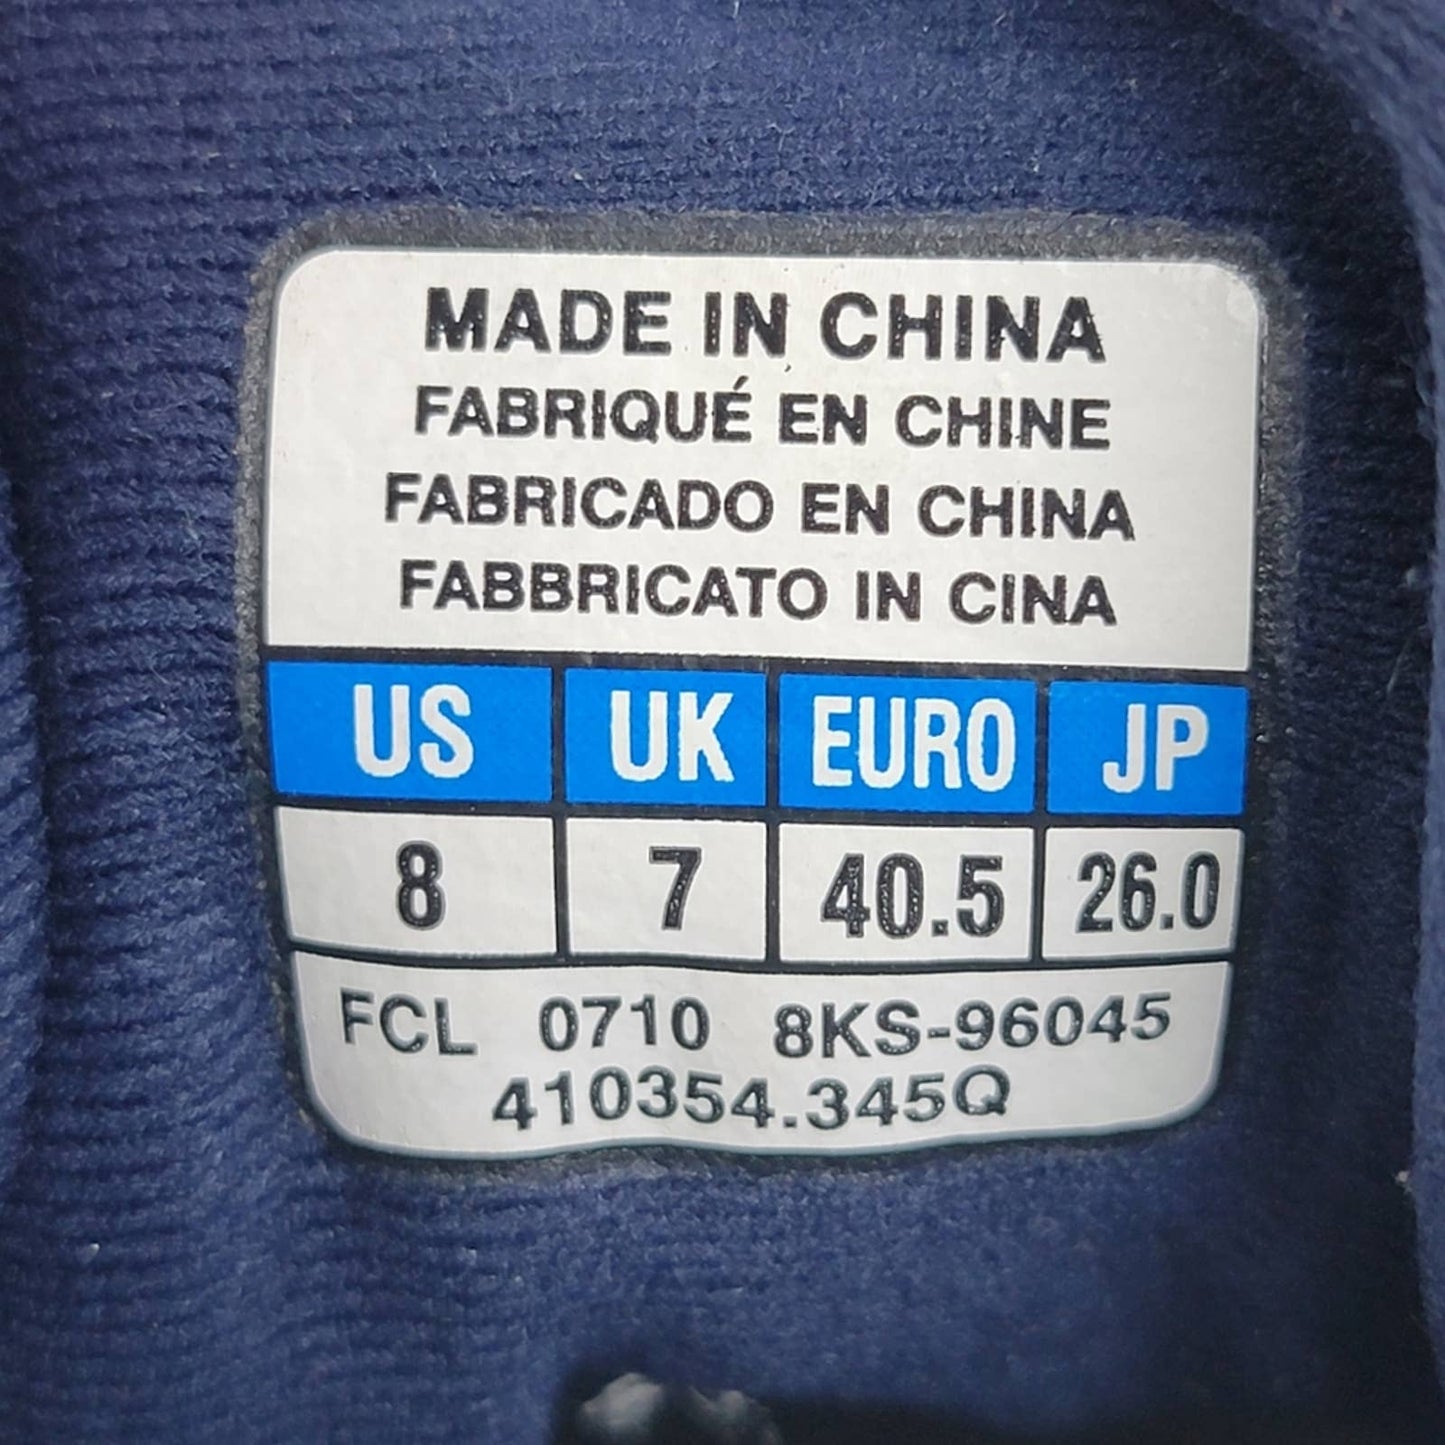 MADE IN CHINA
FABRIQUÉ EN CHINE
FABRICADO EN CHINA
FABBRICATO IN CINA
US UK EURO JP
8 7 40.5 26.0
FCL 0710 8KS-96045
410354.345Q